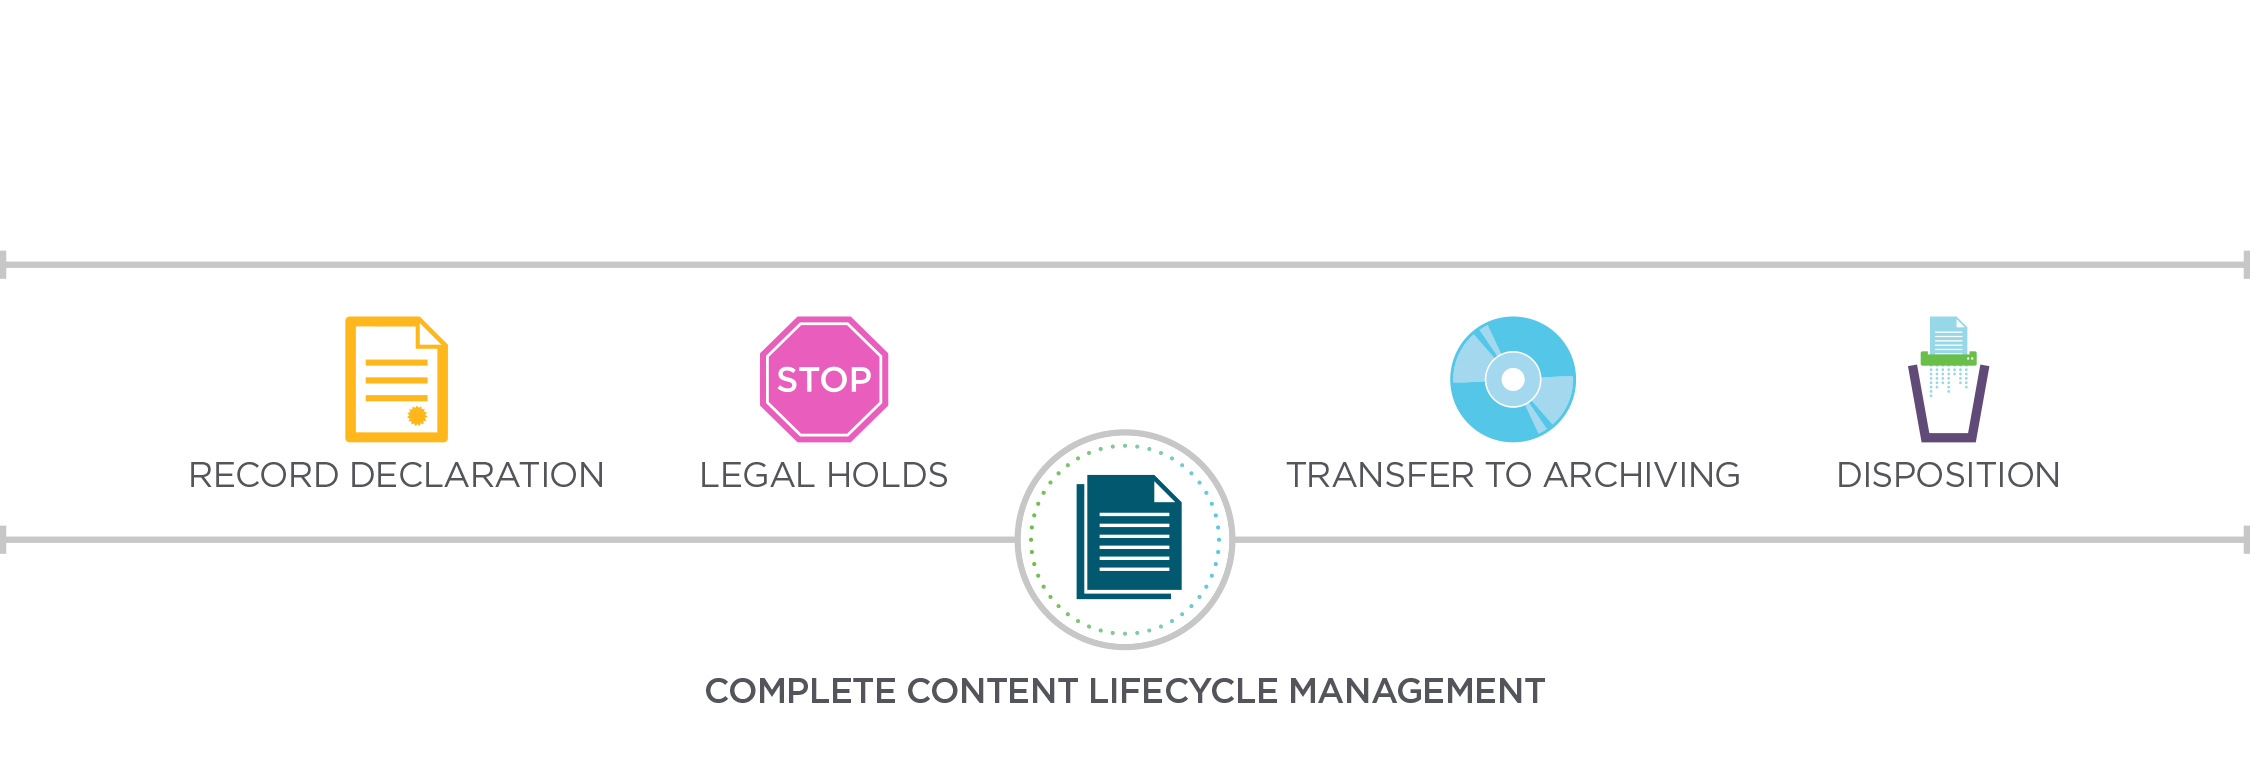 STOP
RECORD DECLARATION
LEGAL HOLDS
TRANSFER TO ARCHIVING
DISPOSITION
COMPLETE CONTENT LIFECYCLE MANAGEMENT